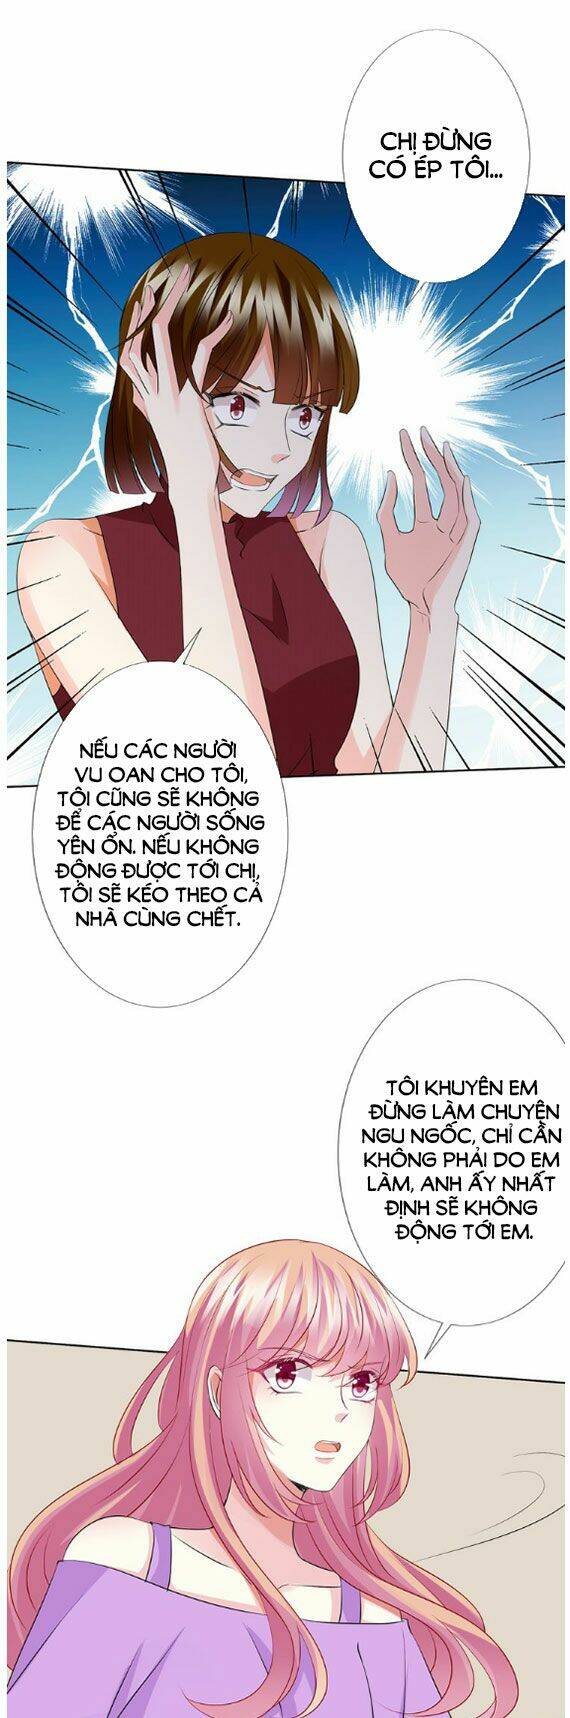 CHỊ ĐỪNG
CÓ ÉP TÔI...
NẾU CÁC NGƯỜI
VU OAN CHO TÔI,
TÔI CŨNG SẼ KHÔNG
ĐỂ CÁC NGƯỜI SỐNG
YÊN ỔN. NẾU KHÔNG
ĐỘNG ĐƯỢC TỚI CHỊ,
TÔI SẼ KÉO THEO CẢ
NHÀ CÙNG CHẾT.
TÔI KHUYÊN EM
ĐỪNG LÀM CHUYỆN
NGU NGỐC, CHỈ CẦN
KHÔNG PHẢI DO EM
LÀM, ANH ẤY NHẤT
ĐỊNH SẼ KHÔNG
ĐỘNG TỚI EM.